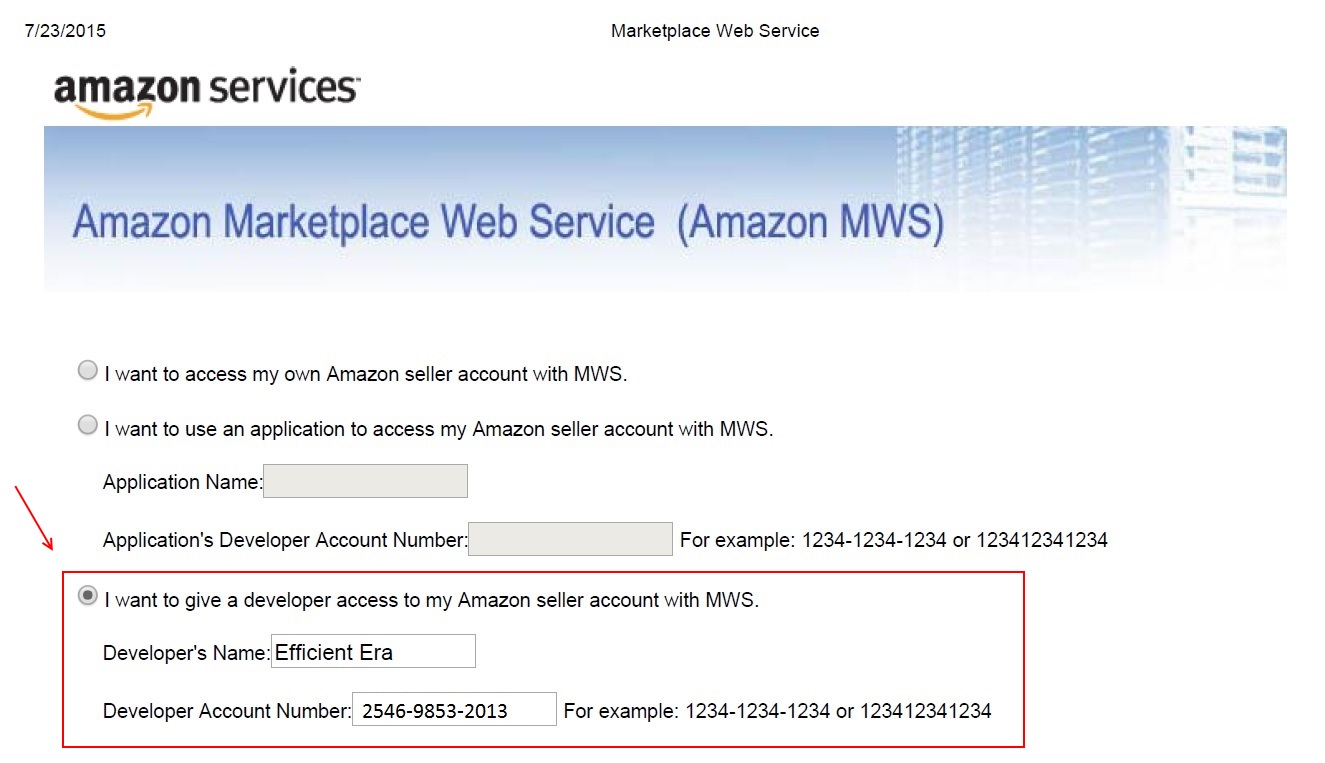 7/23/2015 Marketplace Web Service
amazon services
Amazon Marketplace Web Service (Amazon MWS)
I want to access my own Amazon seller account with MWS.
I want to use an application to access my Amazon seller account with MWS.
Application Name:
Application's Developer Account Number: For example: 1234-1234-1234 or 123412341234
I want to give a developer access to my Amazon seller account with MWS.
Developer's Name: Efficient Era
Developer Account Number: 2546-9853-2013 For example: 1234-1234-1234 or 123412341234